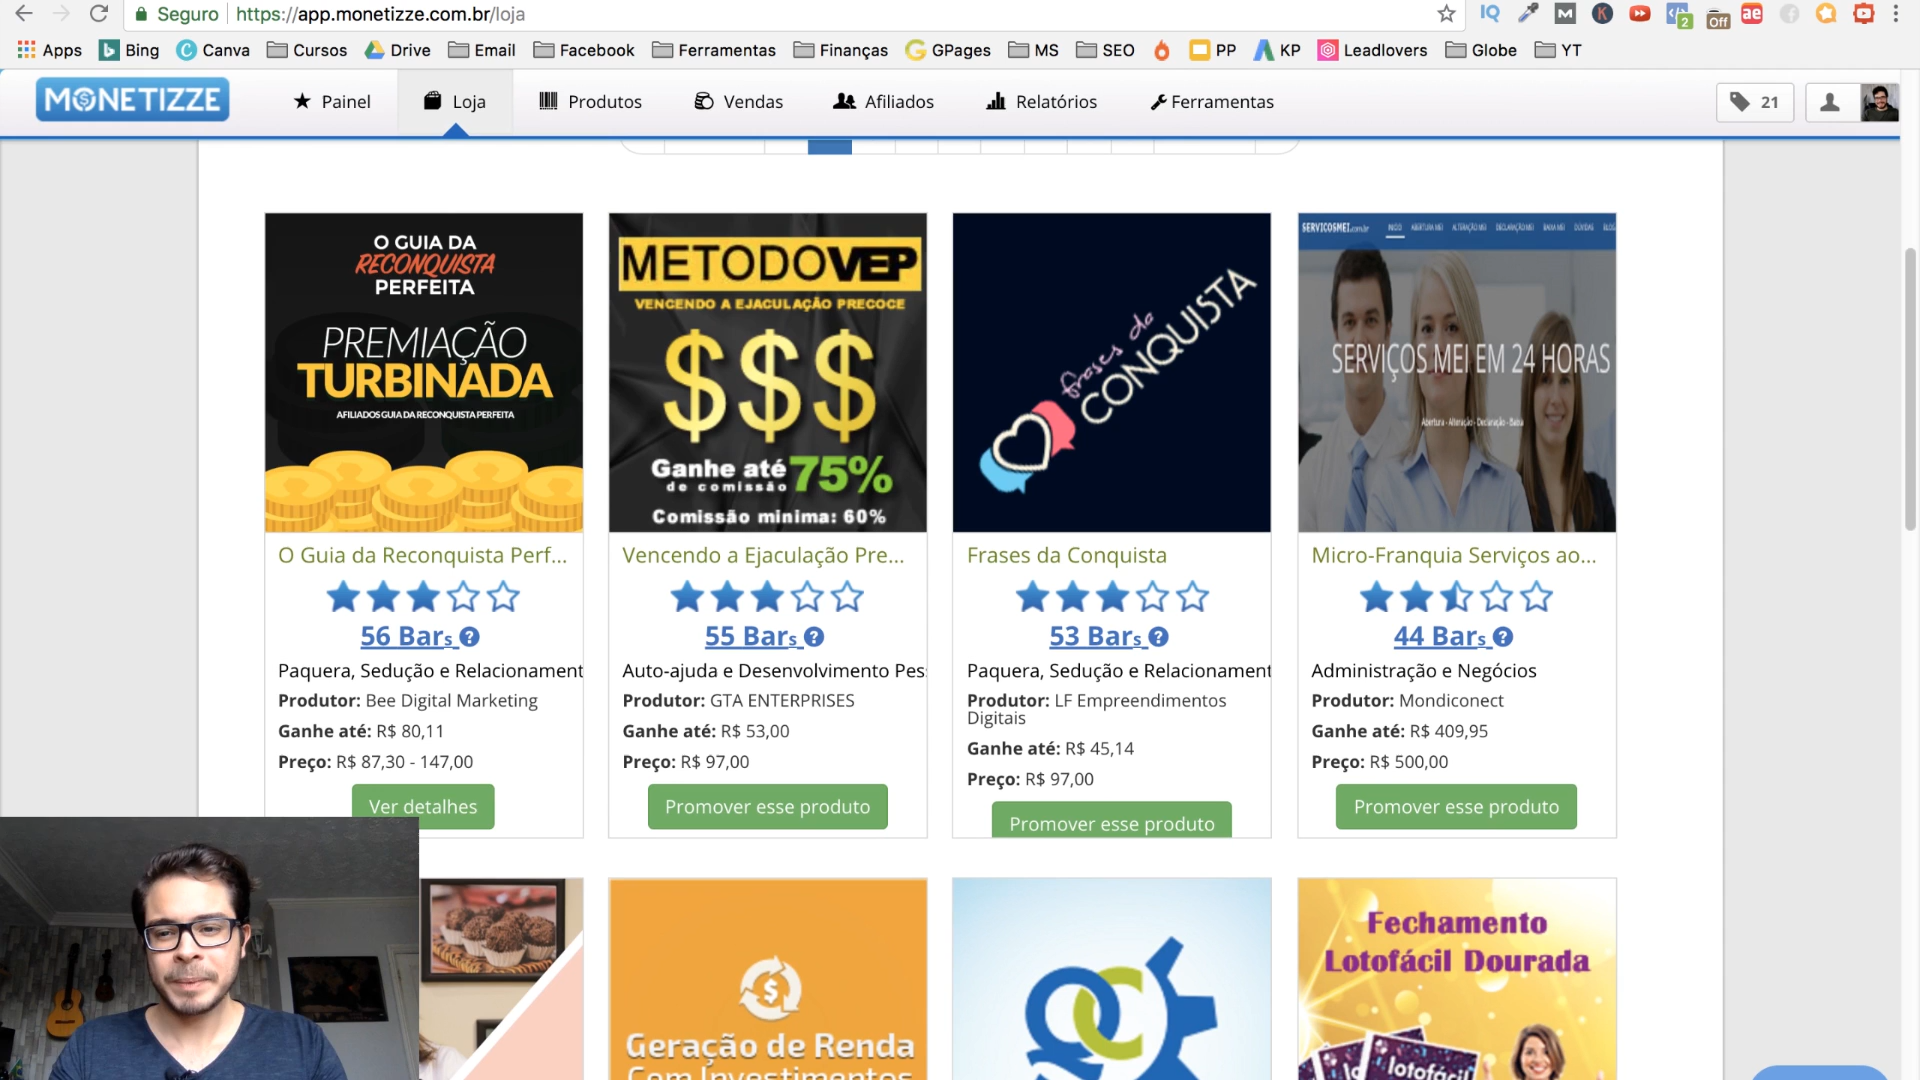 Seguro https://app.monetizze.com.br/loja
IQ M K 2 Off ae
Apps Bing Canva Cursos Drive Email Facebook Ferramentas Finanças GPages MS SEO PP KP Leadlovers Globe YT
MONETIZZE Painel Loja Produtos Vendas Afiliados Relatórios Ferramentas 21
O GUIA DA
RECONQUISTA
PERFEITA
PREMIAÇÃO
TURBINADA
AFILIADOS GUIA DA RECONQUISTA PERFEITA
O Guia da Reconquista Perf...
56 Bars ?
Paquera, Sedução e Relacionament
Produtor: Bee Digital Marketing
Ganhe até: R$ 80,11
Preço: R$ 87,30 - 147,00
Ver detalhes
METODOVEP
VENCENDO A EJACULAÇÃO PRECOCE
$$$
Ganhe até 75%
de comissão
Comissão minima: 60%
Vencendo a Ejaculação Pre...
55 Bars ?
Auto-ajuda e Desenvolvimento Pes
Produtor: GTA ENTERPRISES
Ganhe até: R$ 53,00
Preço: R$ 97,00
Promover esse produto
frases da
CONQUISTA
Frases da Conquista
53 Bars ?
Paquera, Sedução e Relacionament
Produtor: LF Empreendimentos
Digitais
Ganhe até: R$ 45,14
Preço: R$ 97,00
Promover esse produto
SERVICOSMEI.com.br INÍCIO ABERTURA MEI ALTERAÇÃO MEI DECLARAÇÃO MEI BAIXA MEI DÚVIDAS BLOG
SERVIÇOS MEI EM 24 HORAS
Abertura - Alteração - Declaração - Baixa
Micro-Franquia Serviços ao...
44 Bars ?
Administração e Negócios
Produtor: Mondiconect
Ganhe até: R$ 409,95
Preço: R$ 500,00
Promover esse produto
$
Geração de Renda
Com Investimentos
Fechamento
Lotofácil Dourada
lotofácil